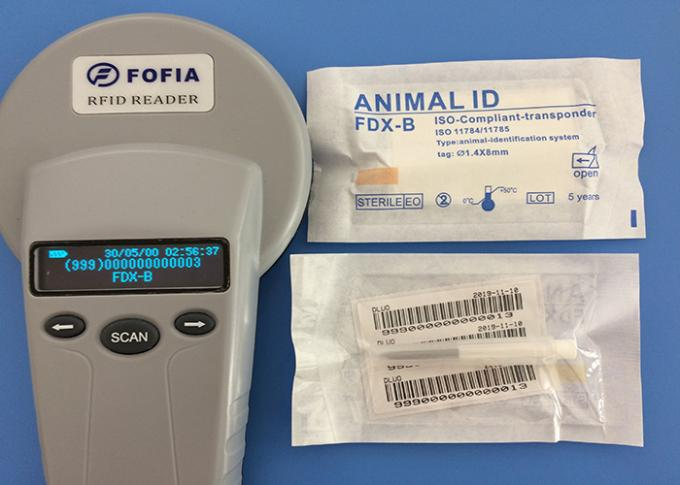 FOFIA
RFID READER
30/05/00 02:56:37
(999)000000000003
FDX-B
SCAN
ANIMAL ID
FDX-B ISO-Compliant-transponder
ISO 11784/11785
Type:animal-identification system
tag: Ø1.4X8mm
open
STERILE EO 2 0°C +50°C LOT 5 years
2019-11-10
DLUO
999000000000013
2019-11-10
DLUO
DLUO
999000000000013